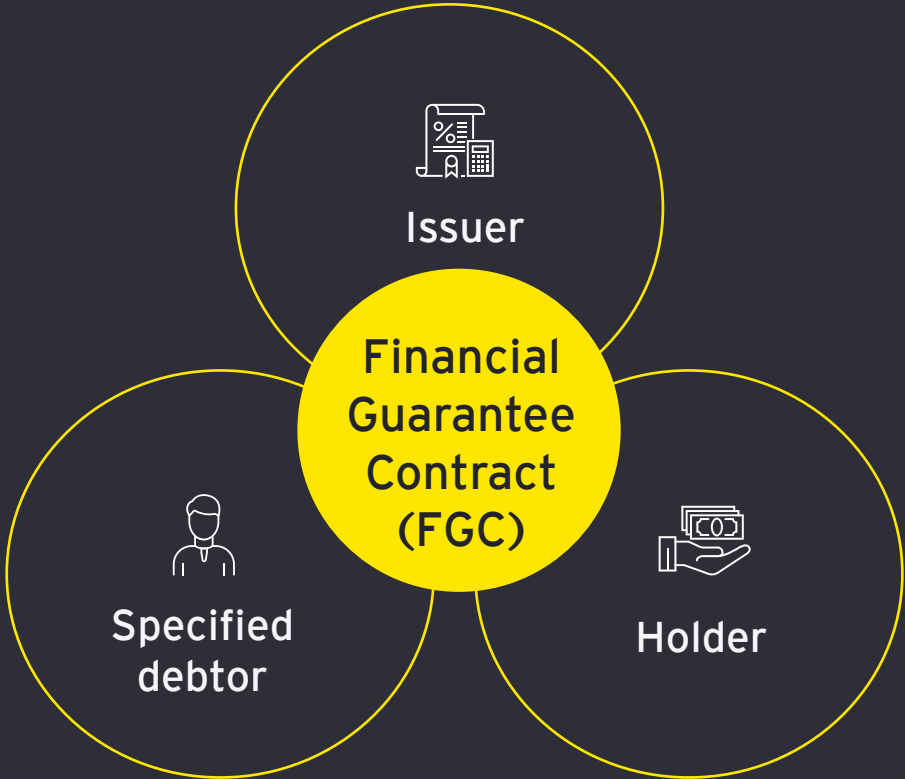 Issuer
Financial
Guarantee
Contract
(FGC)
Specified
debtor
Holder